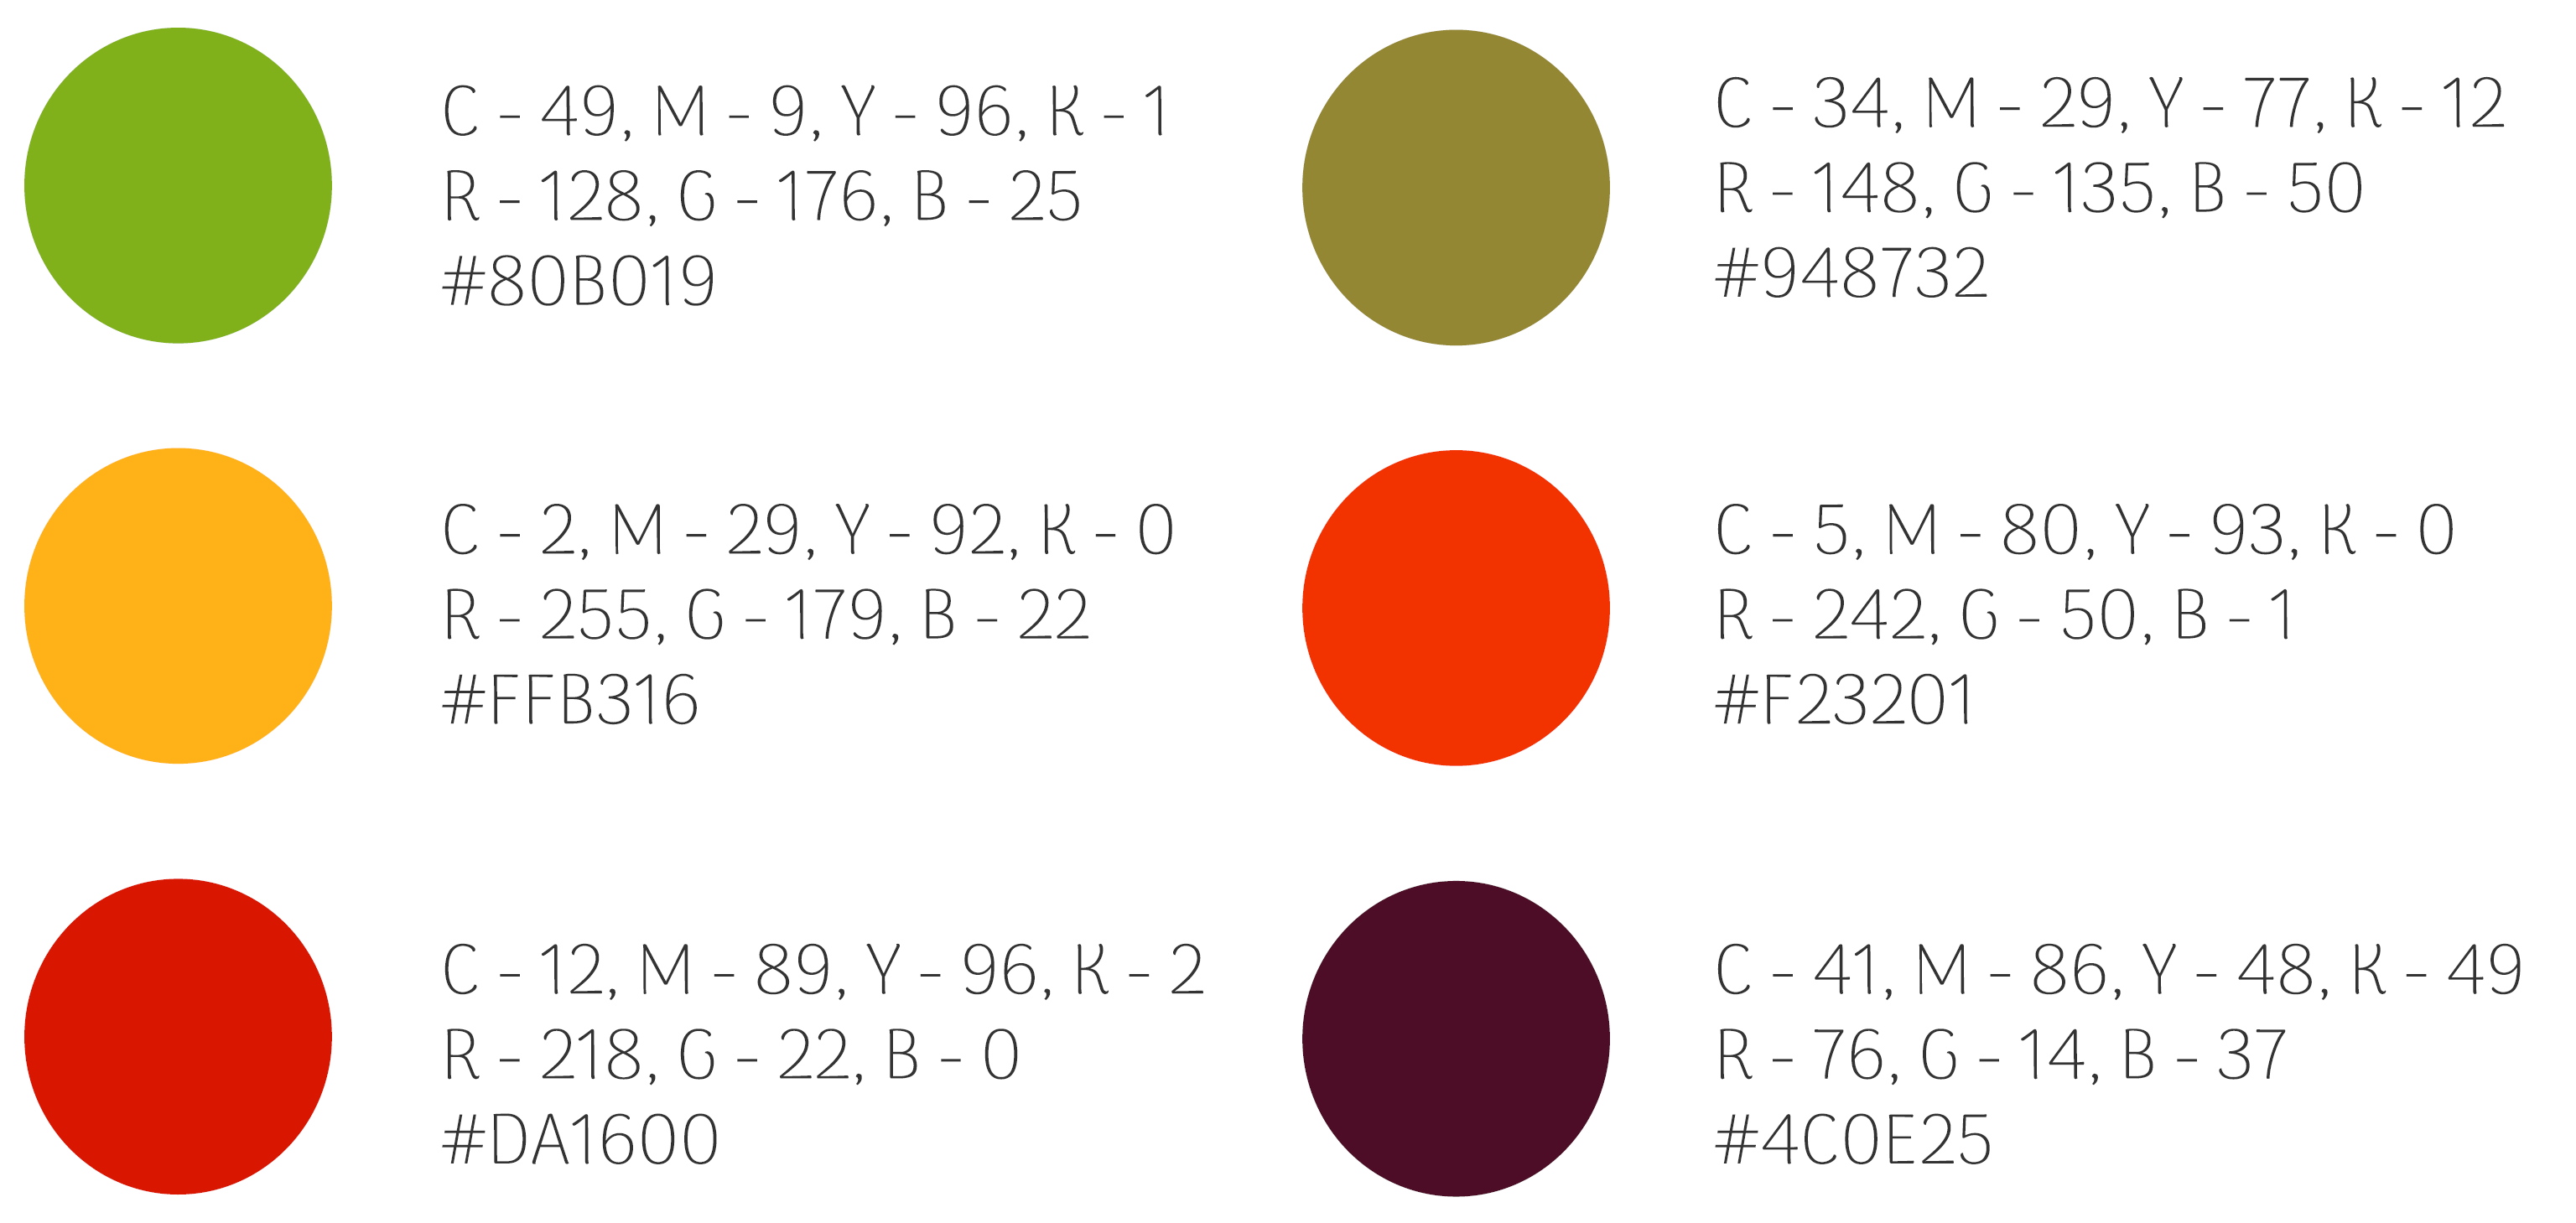 C - 49, M - 9, Y - 96, K - 1
R - 128, G - 176, B - 25
#80B019
C - 34, M - 29, Y - 77, K - 12
R - 148, G - 135, B - 50
#948732
C - 2, M - 29, Y - 92, K - 0
R - 255, G - 179, B - 22
#FFB316
C - 5, M - 80, Y - 93, K - 0
R - 242, G - 50, B - 1
#F23201
C - 12, M - 89, Y - 96, K - 2
R - 218, G - 22, B - 0
#DA1600
C - 41, M - 86, Y - 48, K - 49
R - 76, G - 14, B - 37
#4C0E25